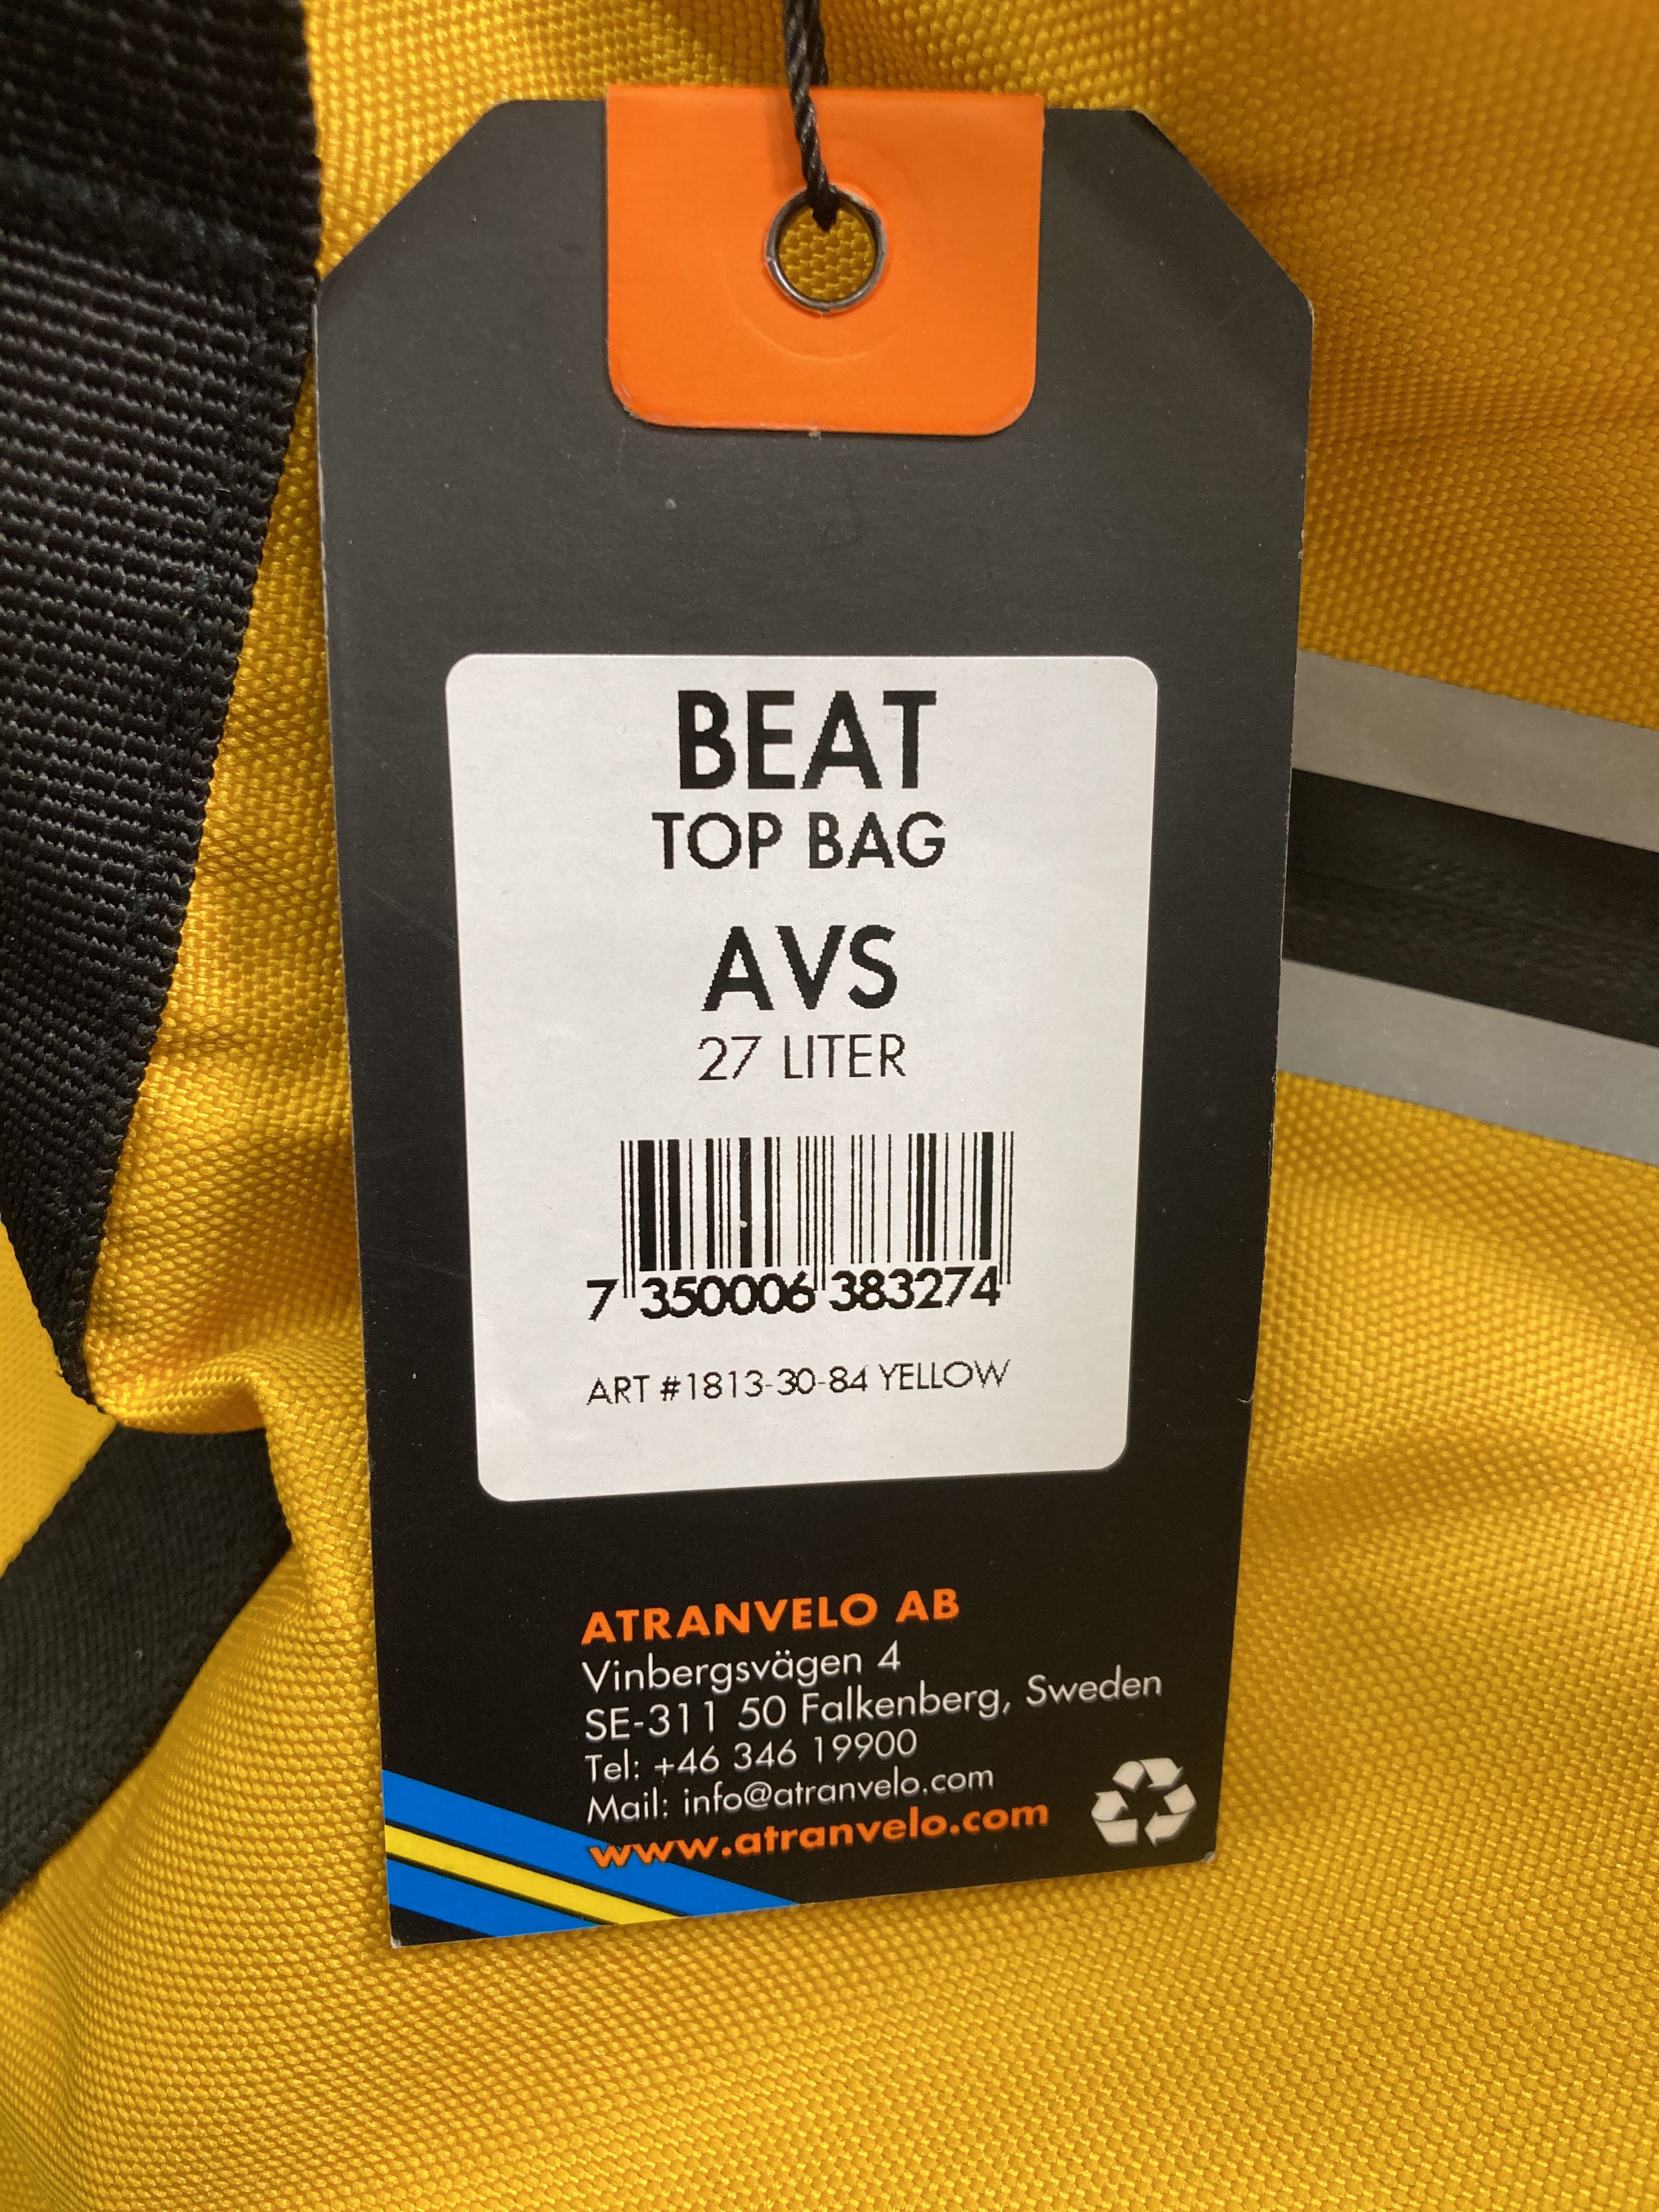 BEAT
TOP BAG
AVS
27 LITER
7 350006 383274
ART #1813-30-84 YELLOW
ATRANVELO AB
Vinbergsvägen 4
SE-311 50 Falkenberg, Sweden
Tel: +46 346 19900
Mail: info@atranvelo.com
www.atranvelo.com